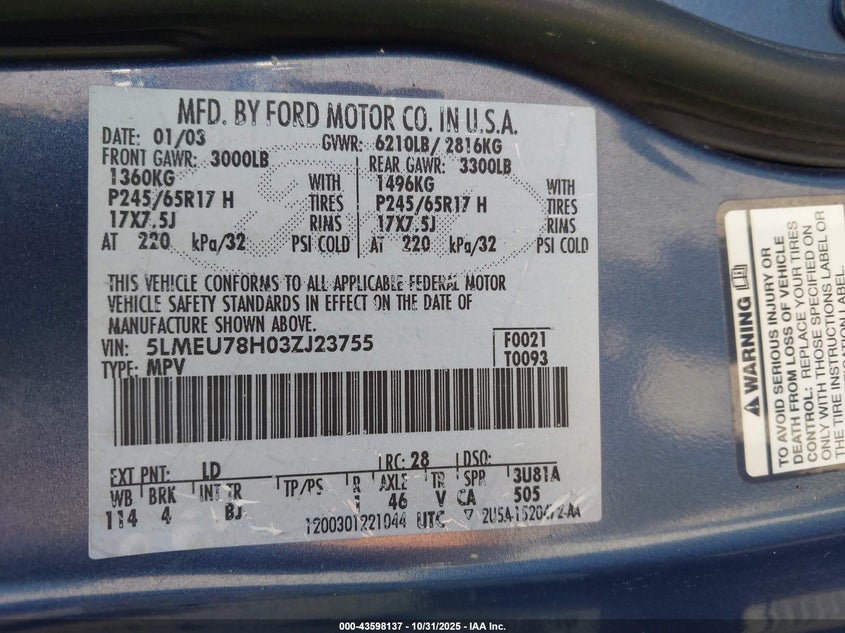 MFD. BY FORD MOTOR CO. IN U.S.A.
DATE: 01/03 GVWR: 6210LB/ 2816KG
FRONT GAWR: 3000LB REAR GAWR: 3300LB
1360KG WITH 1496KG WITH
P245/65R17 H TIRES P245/65R17 H TIRES
17X7.5J RIMS 17X7.5J RIMS
AT 220 kPa/32 PSI COLD AT 220 kPa/32 PSI COLD
THIS VEHICLE CONFORMS TO ALL APPLICABLE FEDERAL MOTOR
VEHICLE SAFETY STANDARDS IN EFFECT ON THE DATE OF
MANUFACTURE SHOWN ABOVE.
VIN: 5LMEU78H03ZJ23755 F0021
TYPE: MPV T0093
EXT PNT: LD RC: 28 DSO:
WB BRK INT TR TP/PS R AXLE TR SPR 3U81A
114 4 BJ 1 46 V CA 505
1200301221044 UTC
WARNING
TO AVOID SERIOUS INJURY OR
DEATH FROM LOSS OF VEHICLE
CONTROL: REPLACE YOUR TIRES
ONLY WITH THOSE SPECIFIED ON
THE TIRE INSTRUCTIONS LABEL OR
LABEL.
000-43598137 - 10/31/2025 - IAA Inc.